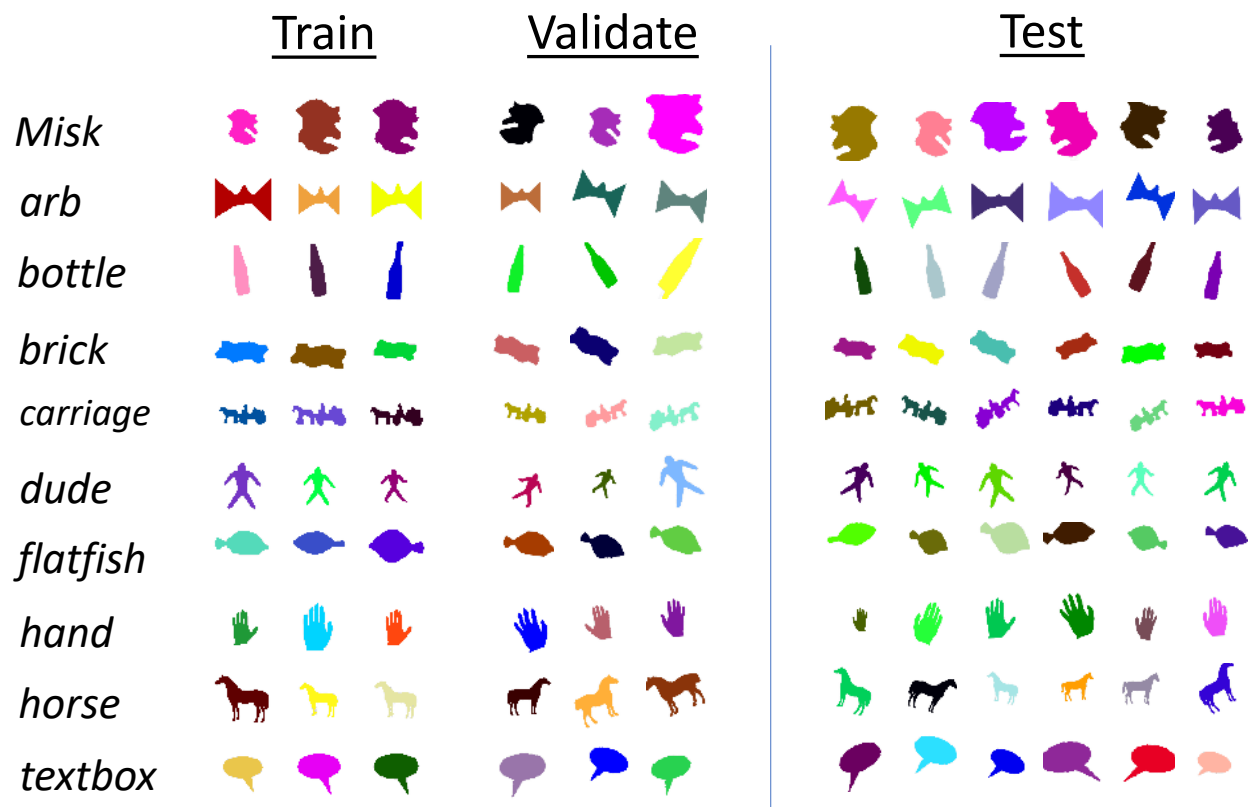 Train Validate Test
Misk
arb
bottle
brick
carriage
dude
flatfish
hand
horse
textbox